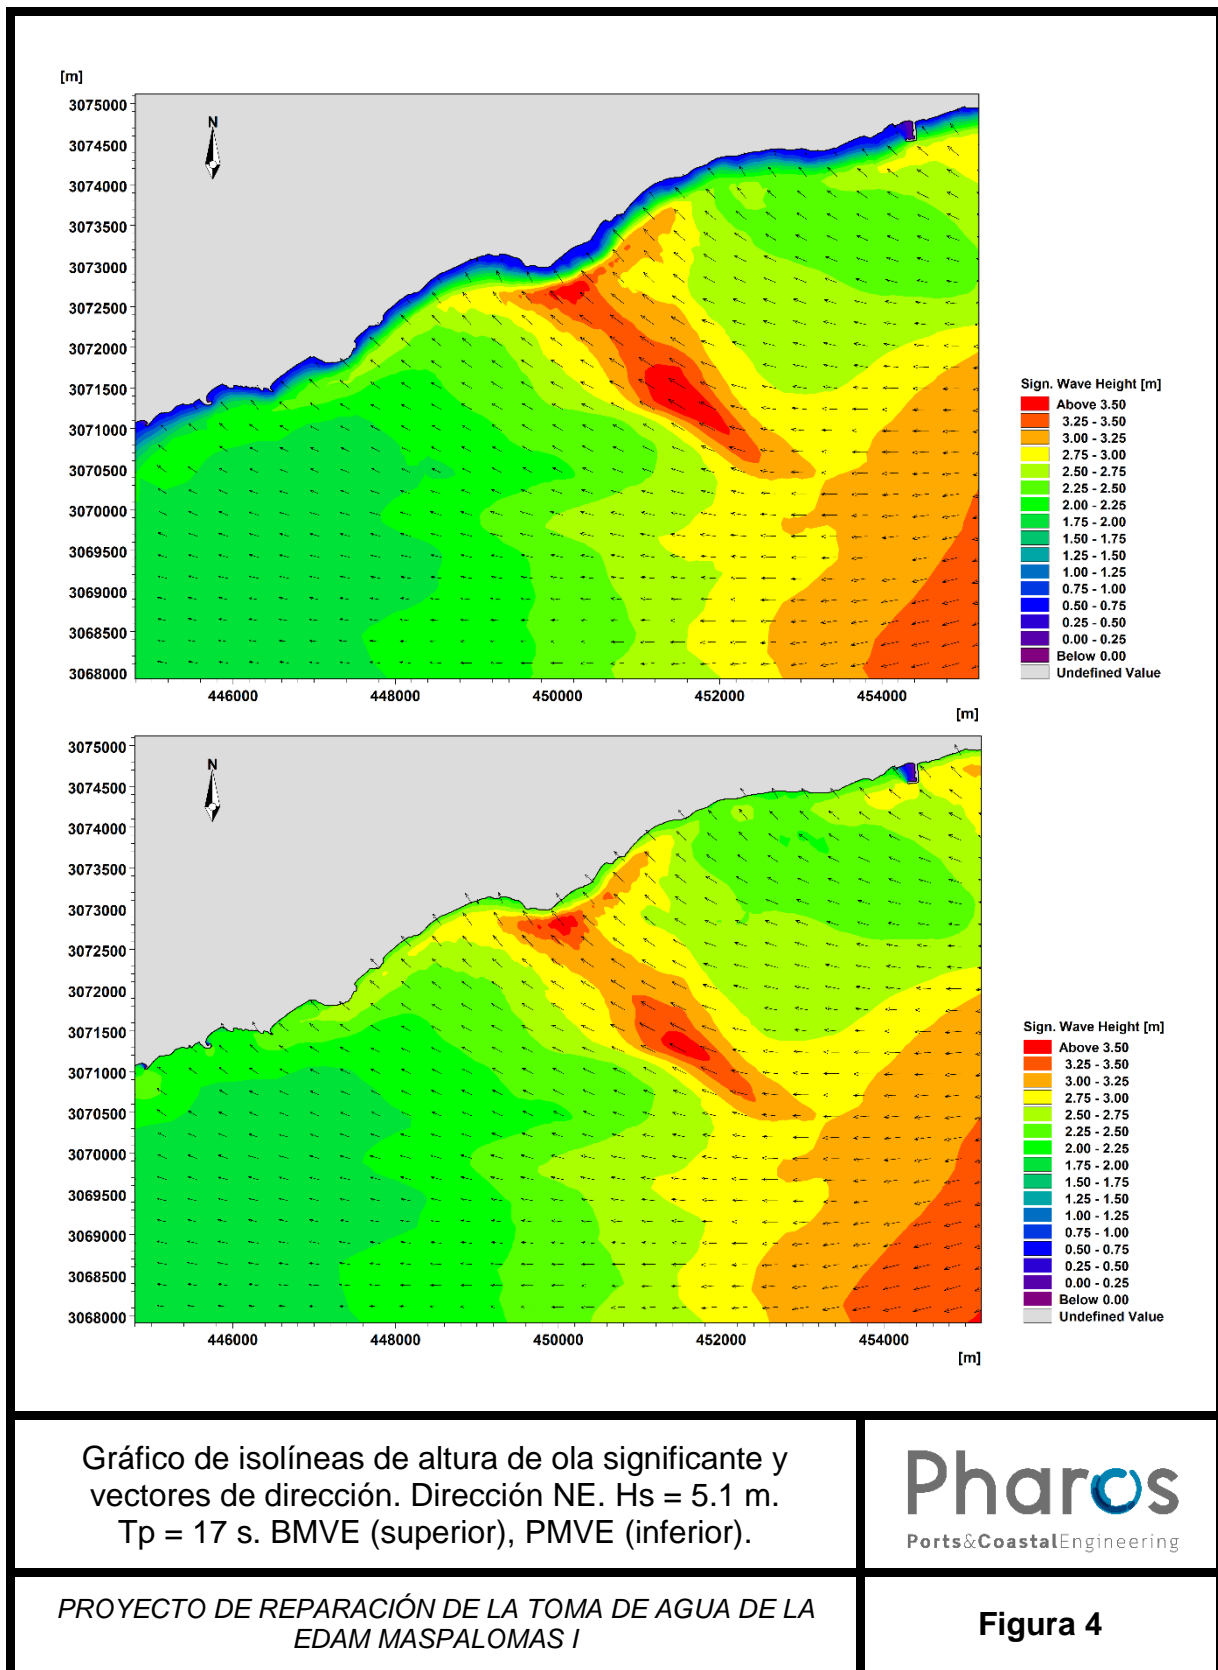 [m]
3075000
3074500
3074000
3073500
3073000
3072500
3072000
3071500
3071000
3070500
3070000
3069500
3069000
3068500
3068000
N
446000
448000
450000
452000
454000
[m]
Sign. Wave Height [m]
Above 3.50
3.25 - 3.50
3.00 - 3.25
2.75 - 3.00
2.50 - 2.75
2.25 - 2.50
2.00 - 2.25
1.75 - 2.00
1.50 - 1.75
1.25 - 1.50
1.00 - 1.25
0.75 - 1.00
0.50 - 0.75
0.25 - 0.50
0.00 - 0.25
Below 0.00
Undefined Value
3075000
3074500
3074000
3073500
3073000
3072500
3072000
3071500
3071000
3070500
3070000
3069500
3069000
3068500
3068000
N
446000
448000
450000
452000
454000
[m]
Sign. Wave Height [m]
Above 3.50
3.25 - 3.50
3.00 - 3.25
2.75 - 3.00
2.50 - 2.75
2.25 - 2.50
2.00 - 2.25
1.75 - 2.00
1.50 - 1.75
1.25 - 1.50
1.00 - 1.25
0.75 - 1.00
0.50 - 0.75
0.25 - 0.50
0.00 - 0.25
Below 0.00
Undefined Value
Gráfico de isolíneas de altura de ola significante y
vectores de dirección. Dirección NE. Hs = 5.1 m.
Tp = 17 s. BMVE (superior), PMVE (inferior).
Pharos
Ports&CoastalEngineering
PROYECTO DE REPARACIÓN DE LA TOMA DE AGUA DE LA
EDAM MASPALOMAS I
Figura 4